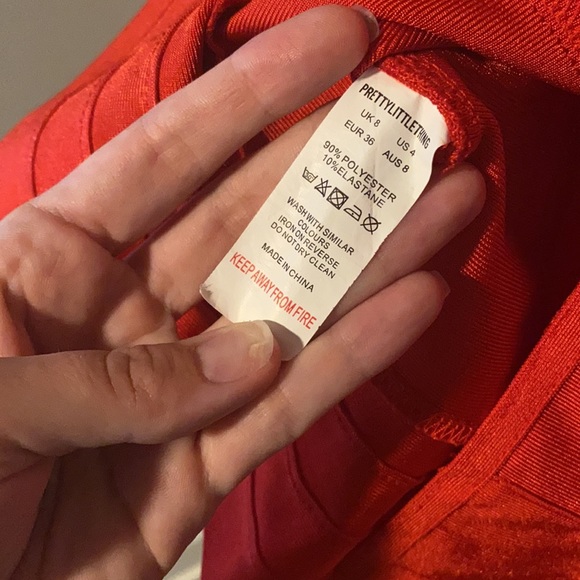 PRETTYLITTLETHING
UK 8 US 4
EUR 36 AUS 8
90% POLYESTER
10% ELASTANE
WASH WITH SIMILAR
COLOURS
IRON ON REVERSE
DO NOT DRY CLEAN
MADE IN CHINA
KEEP AWAY FROM FIRE